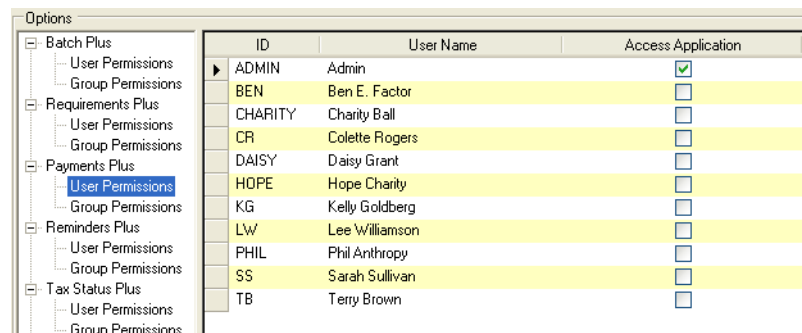 Options
Batch Plus
User Permissions
Group Permissions
Requirements Plus
User Permissions
Group Permissions
Payments Plus
User Permissions
Group Permissions
Reminders Plus
User Permissions
Group Permissions
Tax Status Plus
User Permissions
Group Permissions
ID User Name Access Application
ADMIN Admin
BEN Ben E. Factor
CHARITY Charity Ball
CR Colette Rogers
DAISY Daisy Grant
HOPE Hope Charity
KG Kelly Goldberg
LW Lee Williamson
PHIL Phil Anthropy
SS Sarah Sullivan
TB Terry Brown